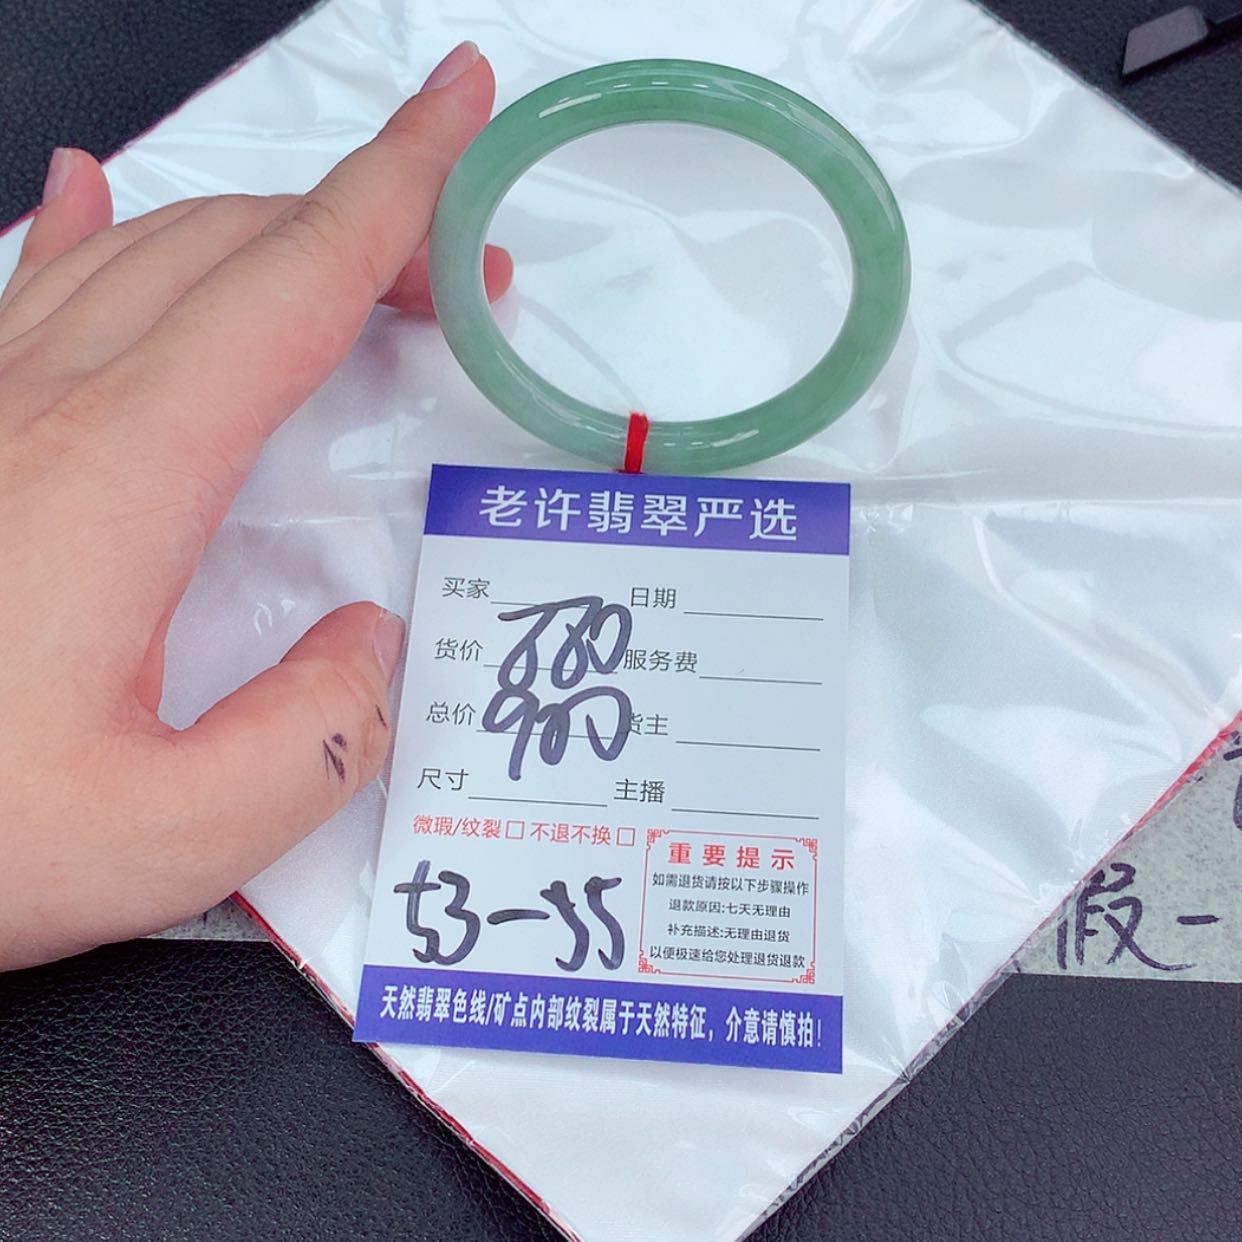 老许翡翠严选
买家 日期
货价 880 服务费
总价 900 货主
尺寸 主播
微瑕/纹裂□ 不退不换□
53-55
重要提示
如需退货请按以下步骤操作
退款原因:七天无理由
补充描述:无理由退货
以便极速给您处理退货退款
天然翡翠色线/矿点内部纹裂属于天然特征，介意请慎拍！
假-